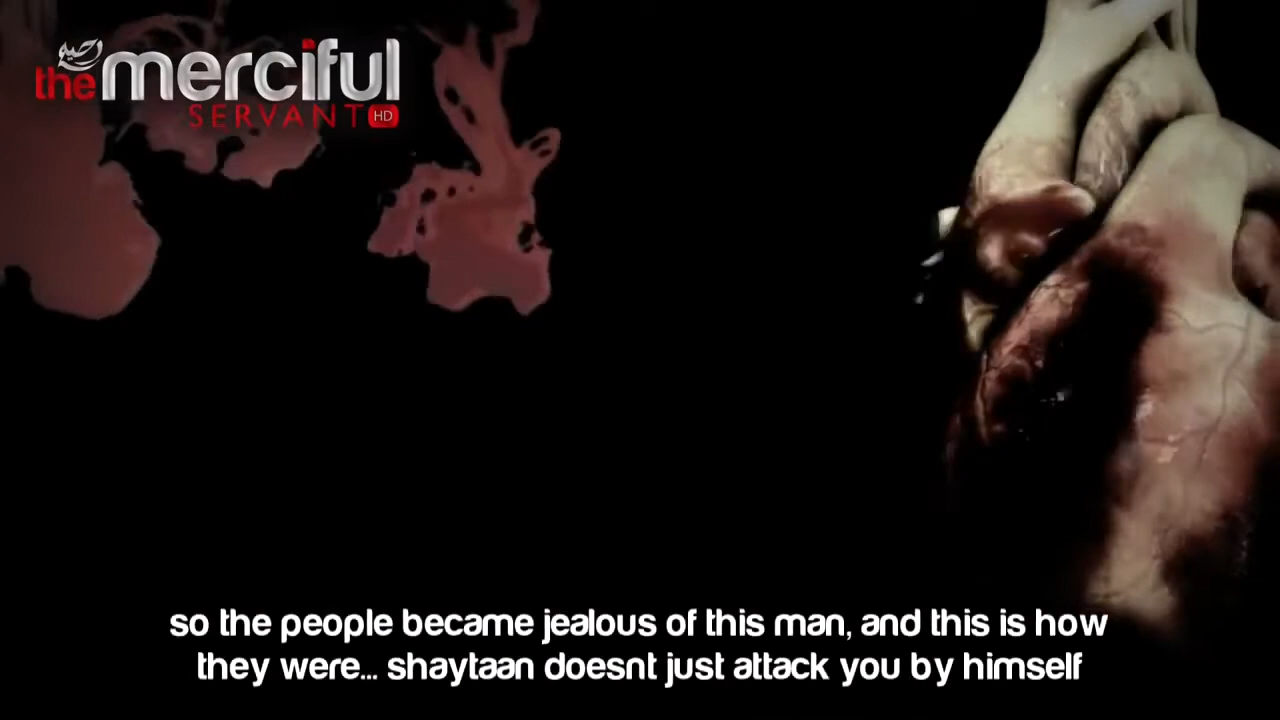 the merciful
SERVANT HD
so the people became jealous of this man, and this is how
they were... shaytaan doesnt just attack you by himself